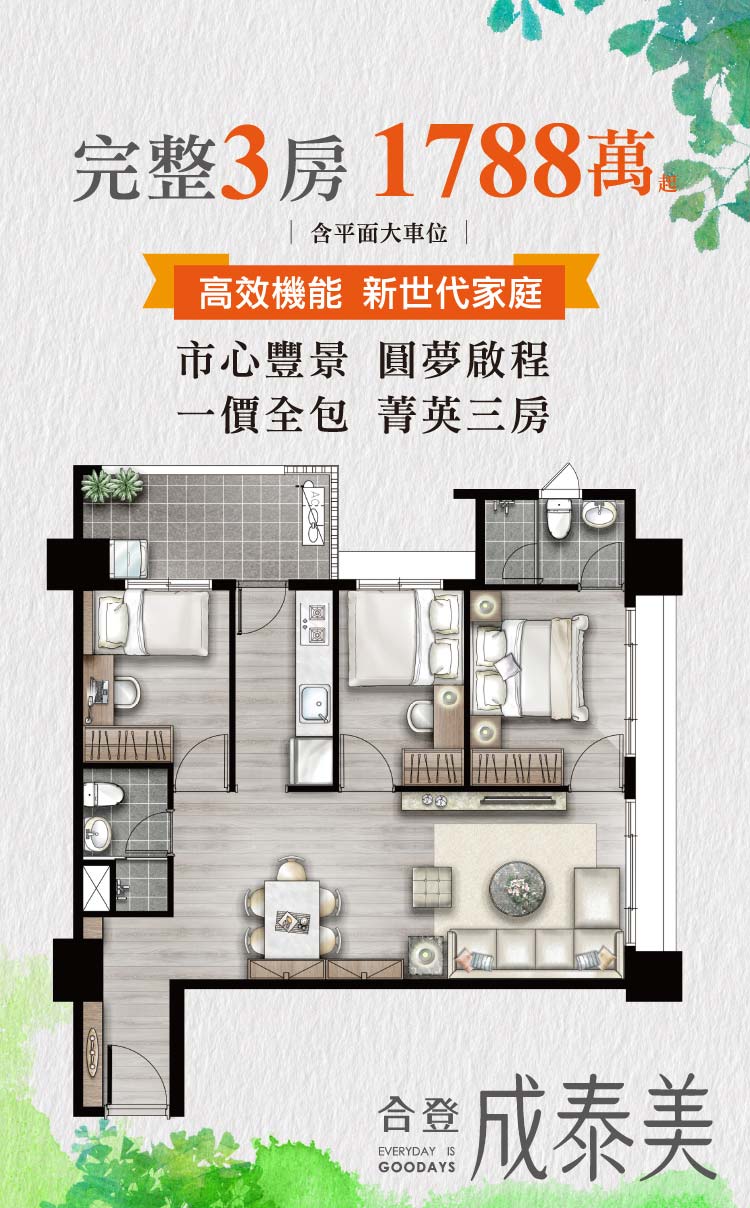 完整3房 1788萬起
｜含平面大車位｜
高效機能 新世代家庭
市心豐景 圓夢啟程
一價全包 菁英三房
AC
合登 成泰美
EVERYDAY IS
GOODAYS